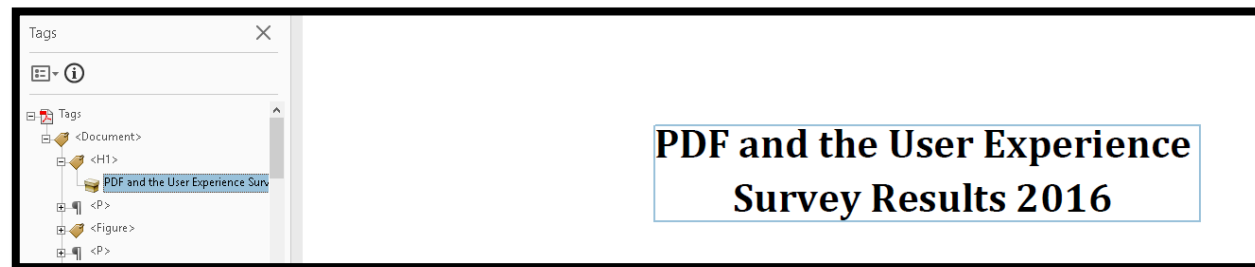 Tags
Tags
<Document>
<H1>
PDF and the User Experience Surv
<P>
<Figure>
<P>
PDF and the User Experience
Survey Results 2016